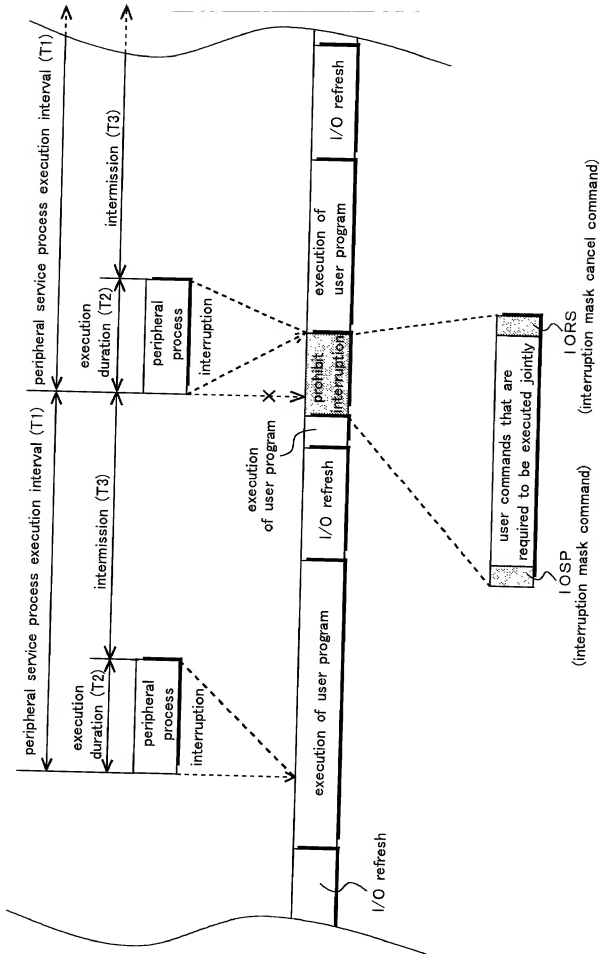 peripheral service process execution interval (T1)
peripheral service process execution interval (T1)
execution
duration (T2)
intermission (T3)
execution
duration (T2)
intermission (T3)
peripheral
process
peripheral
process
interruption
interruption
execution
of user program
I/O refresh
execution of user program
I/O refresh
prohibit
interruption
execution of
user program
I/O refresh
user commands that are
required to be executed jointly
IOSP
(interruption mask command)
IORS
(interruption mask cancel command)